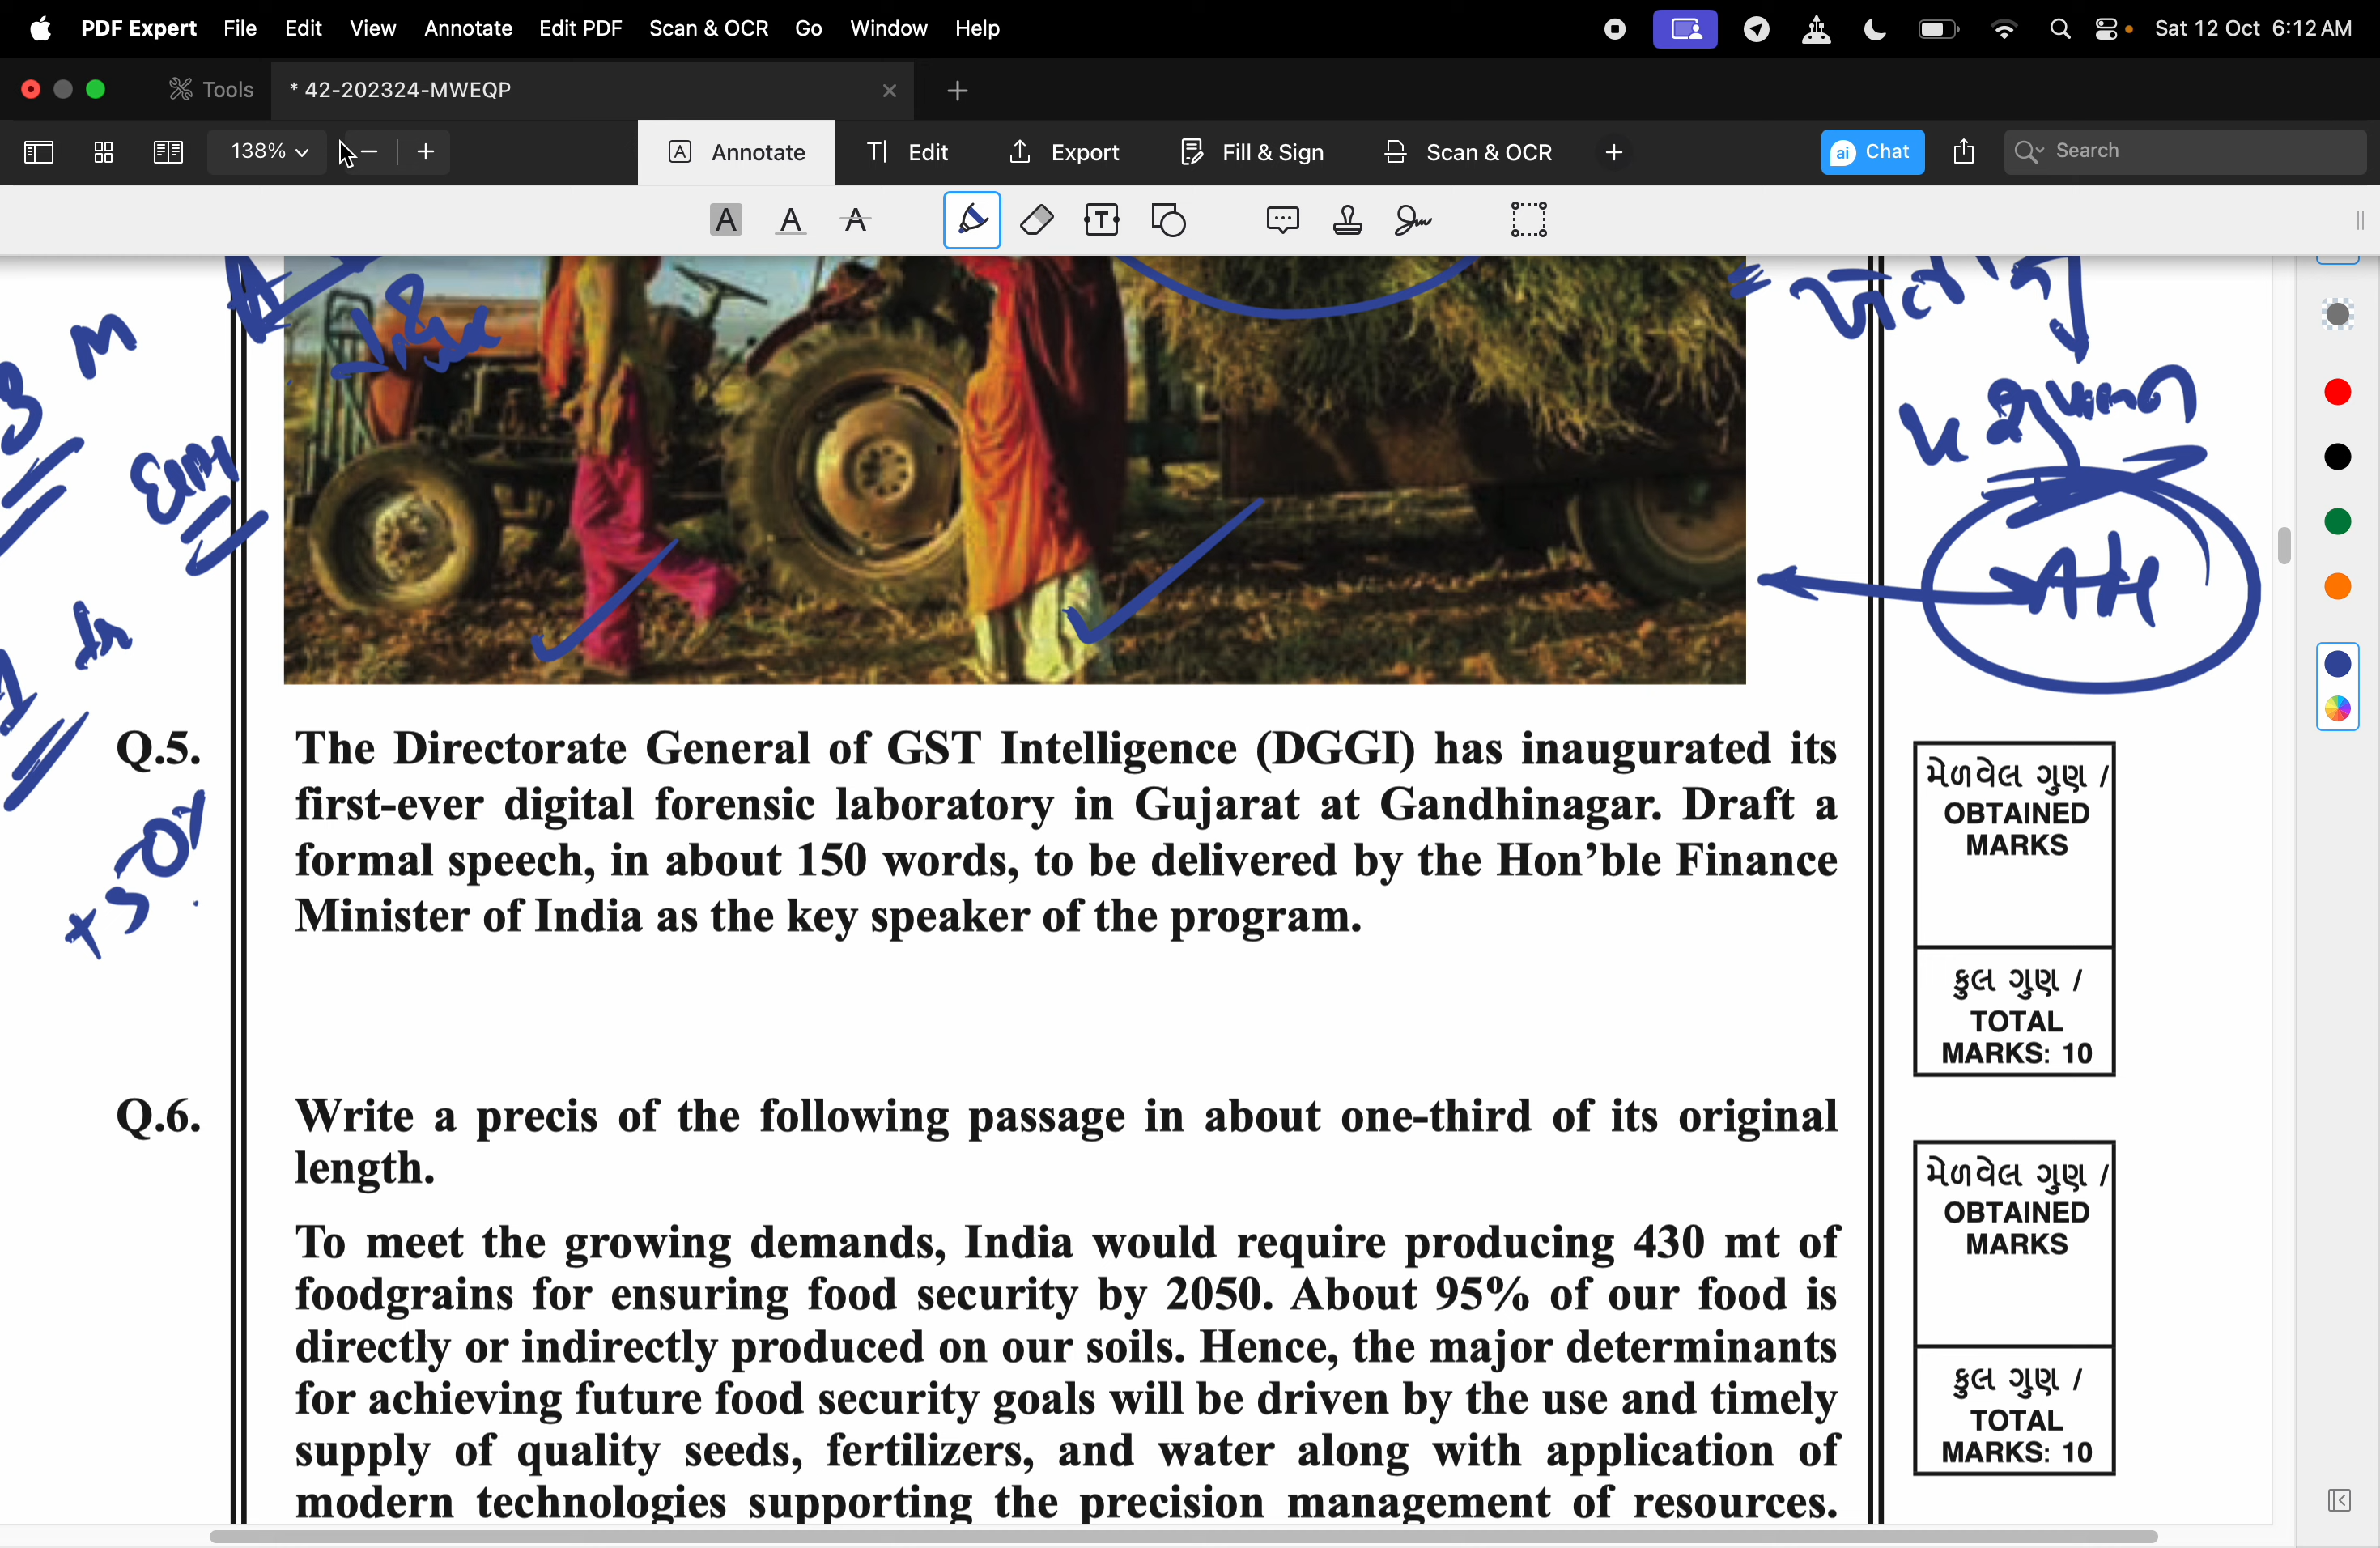 PDF Expert File Edit View Annotate Edit PDF Scan & OCR Go Window Help Sat 12 Oct 6:12 AM
Tools * 42-202324-MWEQP
138% Annotate Edit Export Fill & Sign Scan & OCR ai Chat Search
3 M
Q.5. The Directorate General of GST Intelligence (DGGI) has inaugurated its
first-ever digital forensic laboratory in Gujarat at Gandhinagar. Draft a
formal speech, in about 150 words, to be delivered by the Hon'ble Finance
Minister of India as the key speaker of the program.
મેળવેલ ગુણ /
OBTAINED
MARKS
કુલ ગુણ /
TOTAL
MARKS: 10
Q.6. Write a precis of the following passage in about one-third of its original
length.
To meet the growing demands, India would require producing 430 mt of
foodgrains for ensuring food security by 2050. About 95% of our food is
directly or indirectly produced on our soils. Hence, the major determinants
for achieving future food security goals will be driven by the use and timely
supply of quality seeds, fertilizers, and water along with application of
modern technologies supporting the precision management of resources.
મેળવેલ ગુણ /
OBTAINED
MARKS
કુલ ગુણ /
TOTAL
MARKS: 10